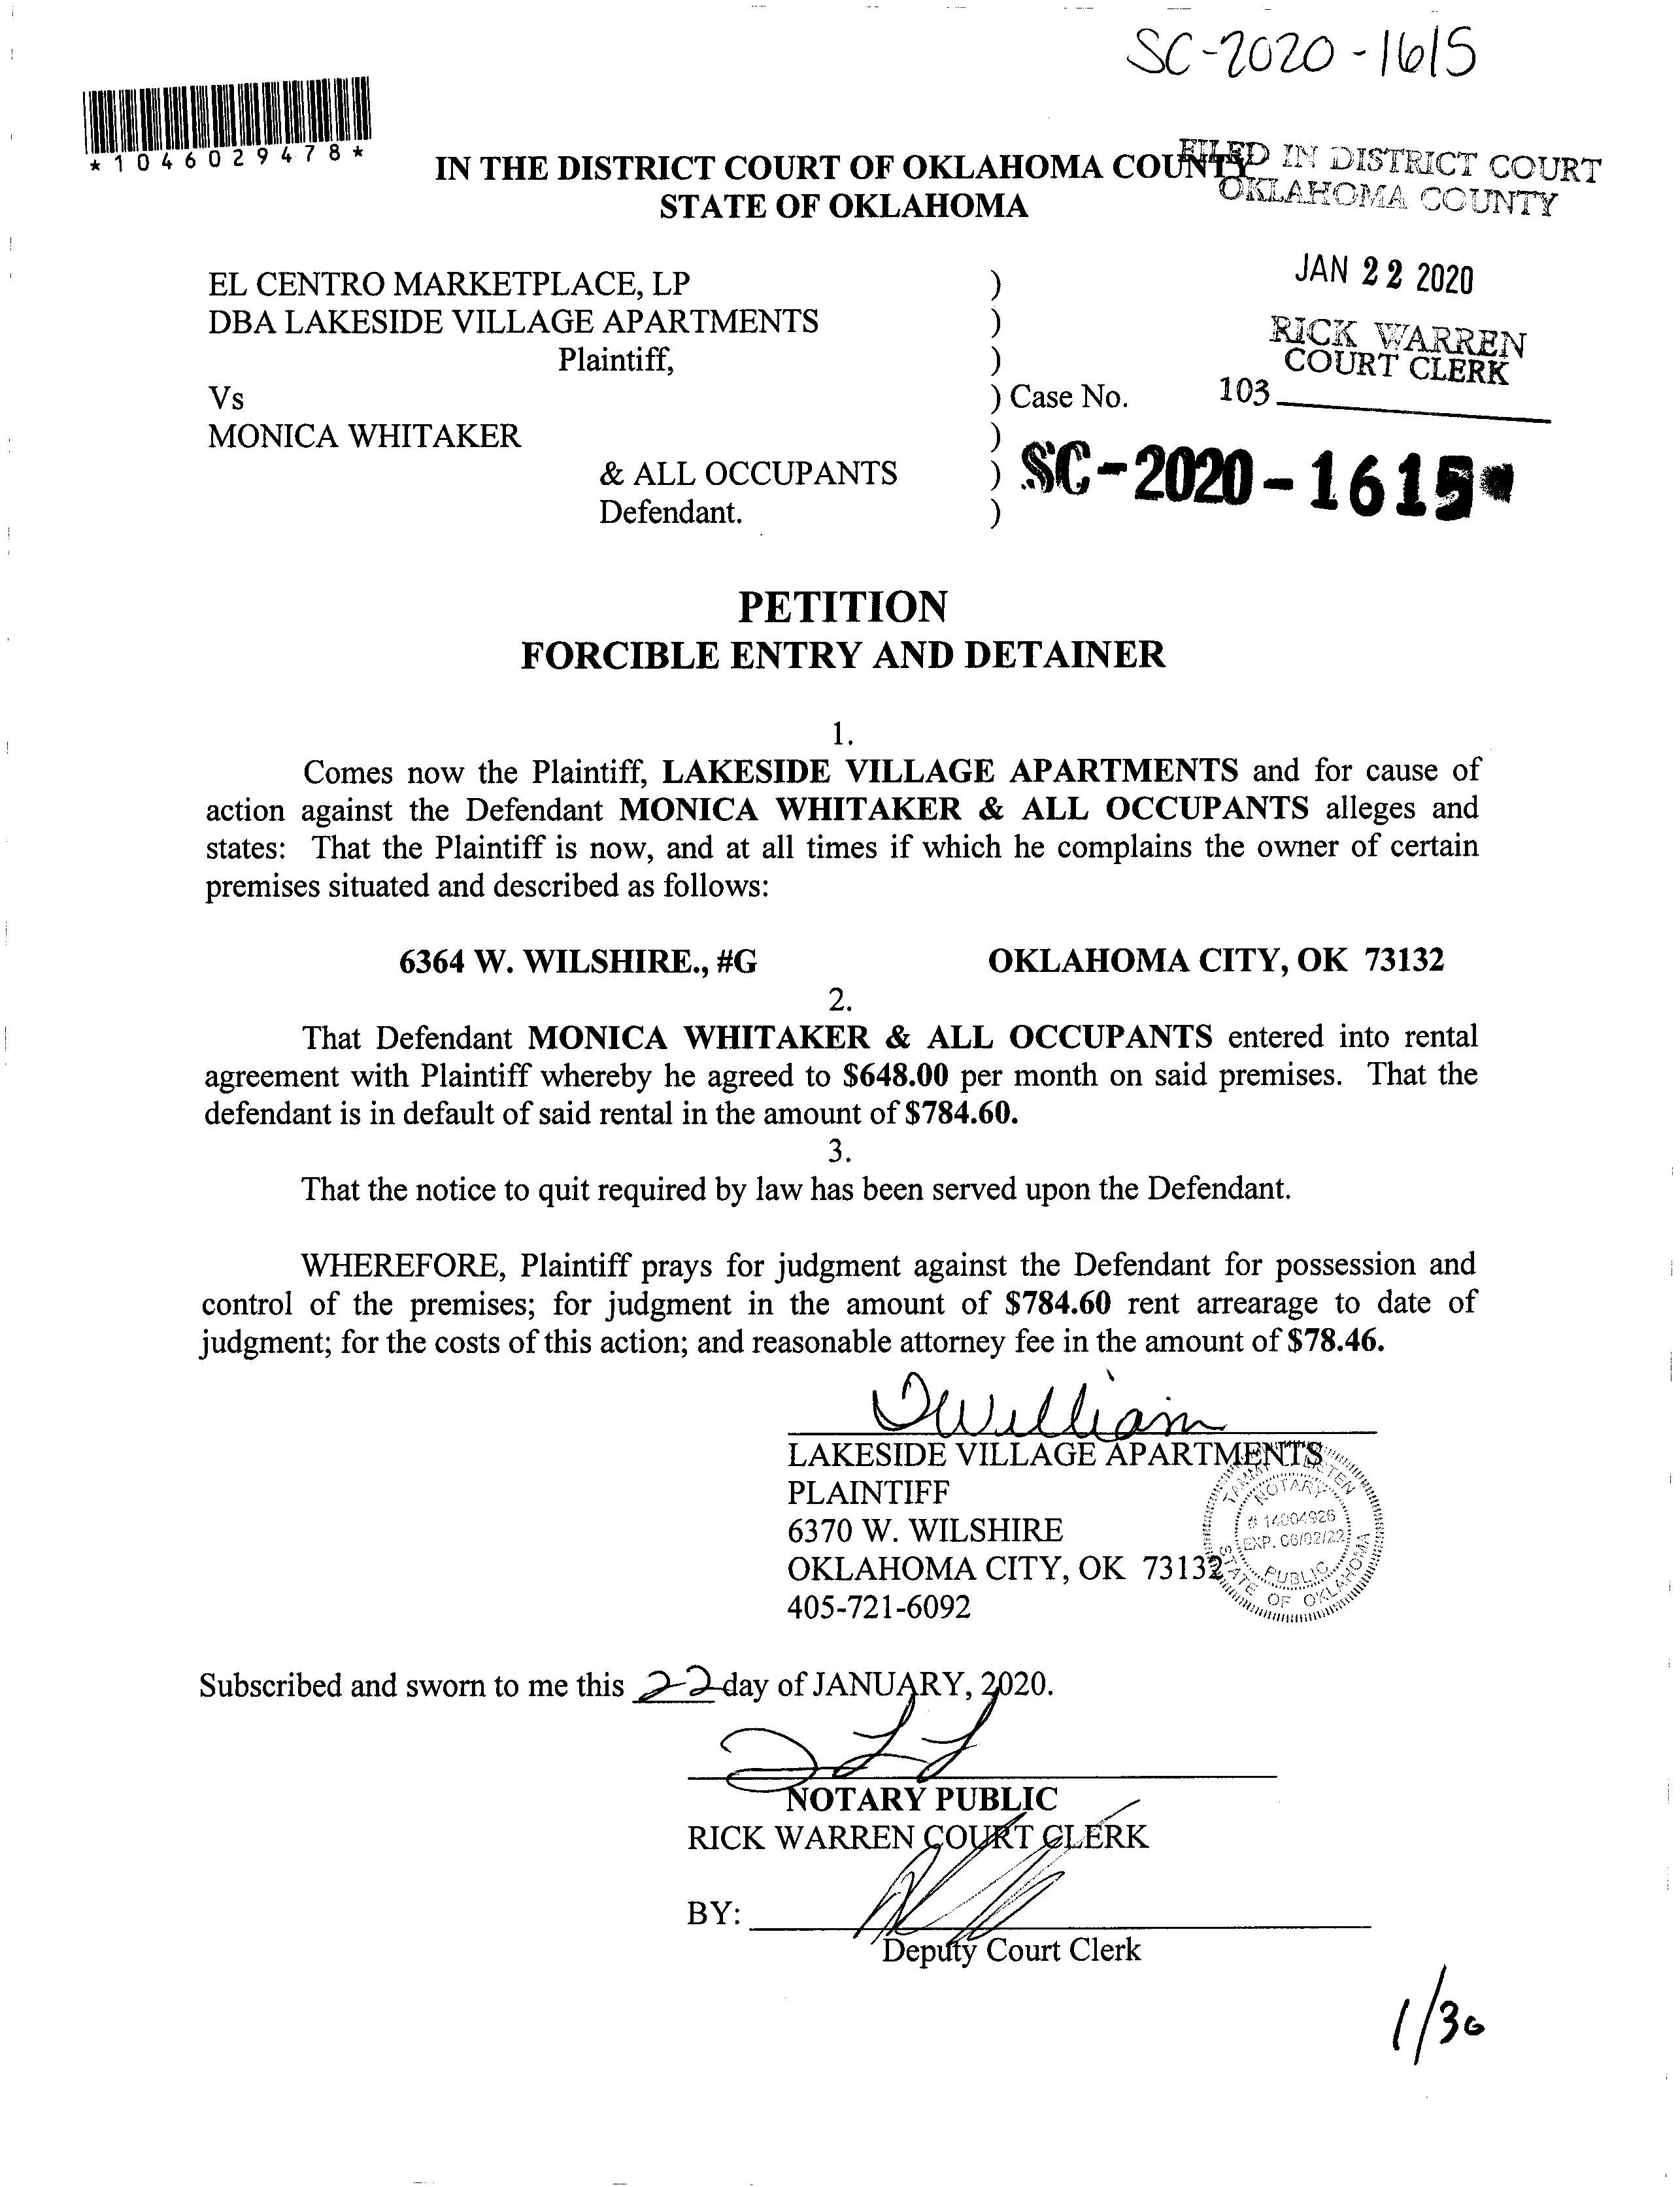 SC-2020-1615
*1046029478*
IN THE DISTRICT COURT OF OKLAHOMA COUNTY
STATE OF OKLAHOMA
FILED IN DISTRICT COURT
OKLAHOMA COUNTY
JAN 22 2020
RICK WARREN
COURT CLERK
103
EL CENTRO MARKETPLACE, LP )
DBA LAKESIDE VILLAGE APARTMENTS )
Plaintiff, )
Vs ) Case No.
MONICA WHITAKER )
& ALL OCCUPANTS ) SC-2020-1615
Defendant. )
PETITION
FORCIBLE ENTRY AND DETAINER
1.
Comes now the Plaintiff, LAKESIDE VILLAGE APARTMENTS and for cause of
action against the Defendant MONICA WHITAKER & ALL OCCUPANTS alleges and
states: That the Plaintiff is now, and at all times if which he complains the owner of certain
premises situated and described as follows:
6364 W. WILSHIRE., #G OKLAHOMA CITY, OK 73132
2.
That Defendant MONICA WHITAKER & ALL OCCUPANTS entered into rental
agreement with Plaintiff whereby he agreed to $648.00 per month on said premises. That the
defendant is in default of said rental in the amount of $784.60.
3.
That the notice to quit required by law has been served upon the Defendant.
WHEREFORE, Plaintiff prays for judgment against the Defendant for possession and
control of the premises; for judgment in the amount of $784.60 rent arrearage to date of
judgment; for the costs of this action; and reasonable attorney fee in the amount of $78.46.
LAKESIDE VILLAGE APARTMENTS
PLAINTIFF
6370 W. WILSHIRE
OKLAHOMA CITY, OK 73132
405-721-6092
NOTARY
# 14004926
EXP. 06/02/22
PUBLIC
STATE OF OKLAHOMA
Subscribed and sworn to me this 22 day of JANUARY, 2020.
NOTARY PUBLIC
RICK WARREN COURT CLERK
BY:
Deputy Court Clerk
1/30